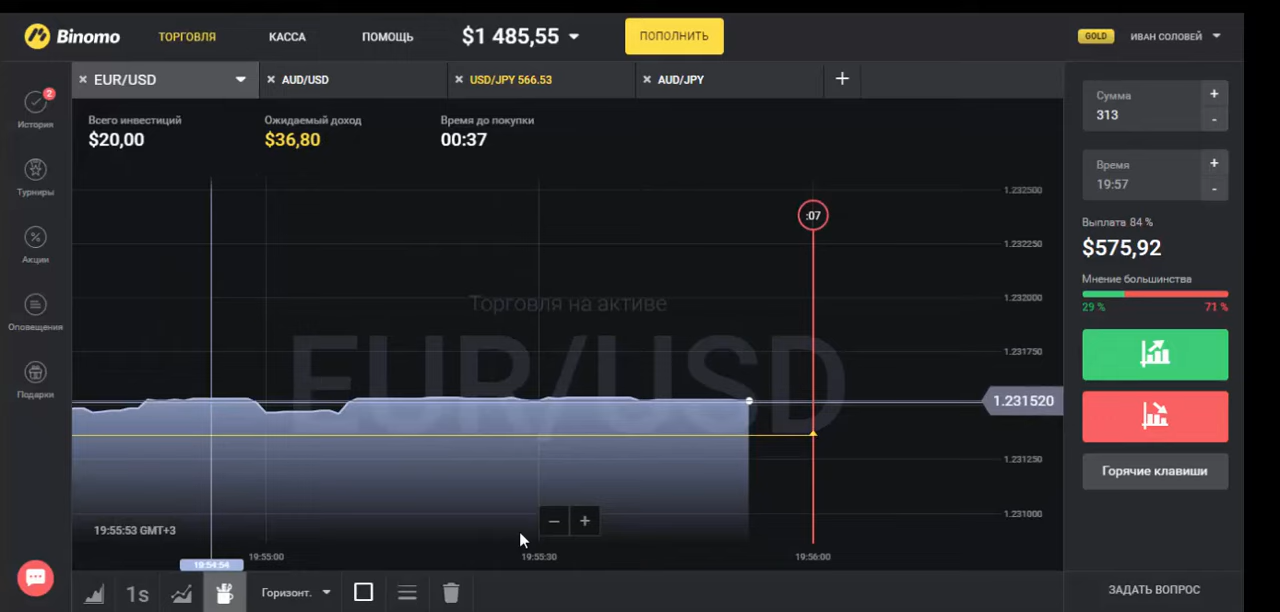 Binomo
ТОРГОВЛЯ
КАССА
ПОМОЩЬ
$1 485,55
ПОПОЛНИТЬ
GOLD
ИВАН СОЛОВЕЙ
EUR/USD
AUD/USD
USD/JPY 566.53
AUD/JPY
+
2
История
Турниры
Акции
Оповещения
Подарки
Всего инвестиций
$20,00
Ожидаемый доход
$36,80
Время до покупки
00:37
:07
Торговля на активе
EUR/USD
1.232500
1.232250
1.232000
1.231750
1.231520
1.231250
1.231000
19:55:53 GMT+3
− +
19:54:54
19:55:00
19:55:30
19:56:00
1s
Горизонт.
Сумма
313
+
-
Время
19:57
+
-
Выплата 84 %
$575,92
Мнение большинства
29 %
71 %
Горячие клавиши
ЗАДАТЬ ВОПРОС